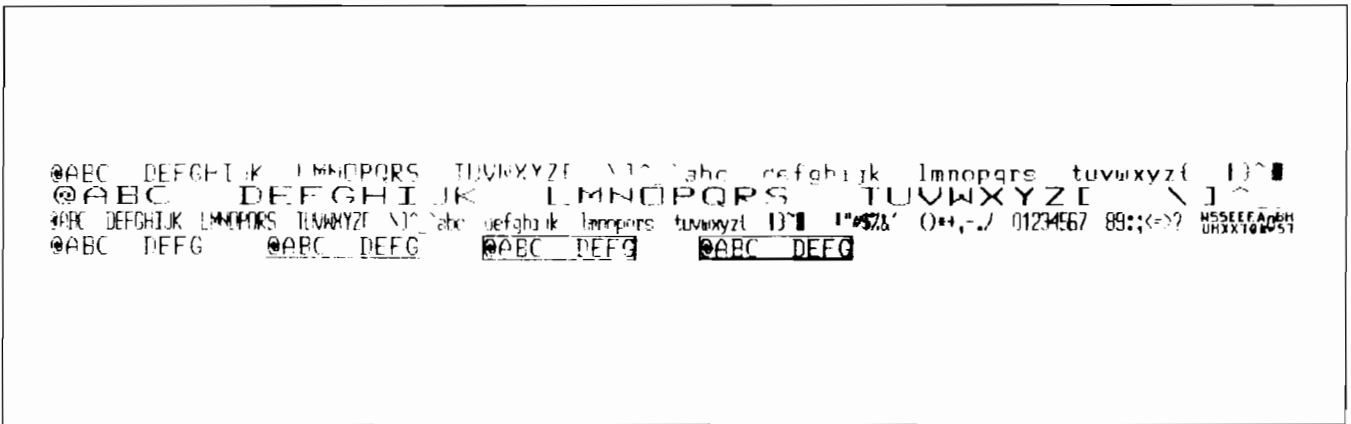 @ABC DEFGHIJK LMNOPQRS TUVWXYZ[ \]^_ `abc defghijk lmnopqrs tuvwxyz{ |}~█
@ABC DEFGHIJK LMNOPQRS TUVWXYZ[ \]^_
@ABC DEFGHIJK LMNOPQRS TUVWXYZ[ \]^_ `abc defghijk lmnopqrs tuvwxyz{ |}~█ !"#$%&' ()*+,-./ 01234567 89:;<=>?
@ABC DEFG @ABC DEFG @ABC DEFG @ABC DEFG